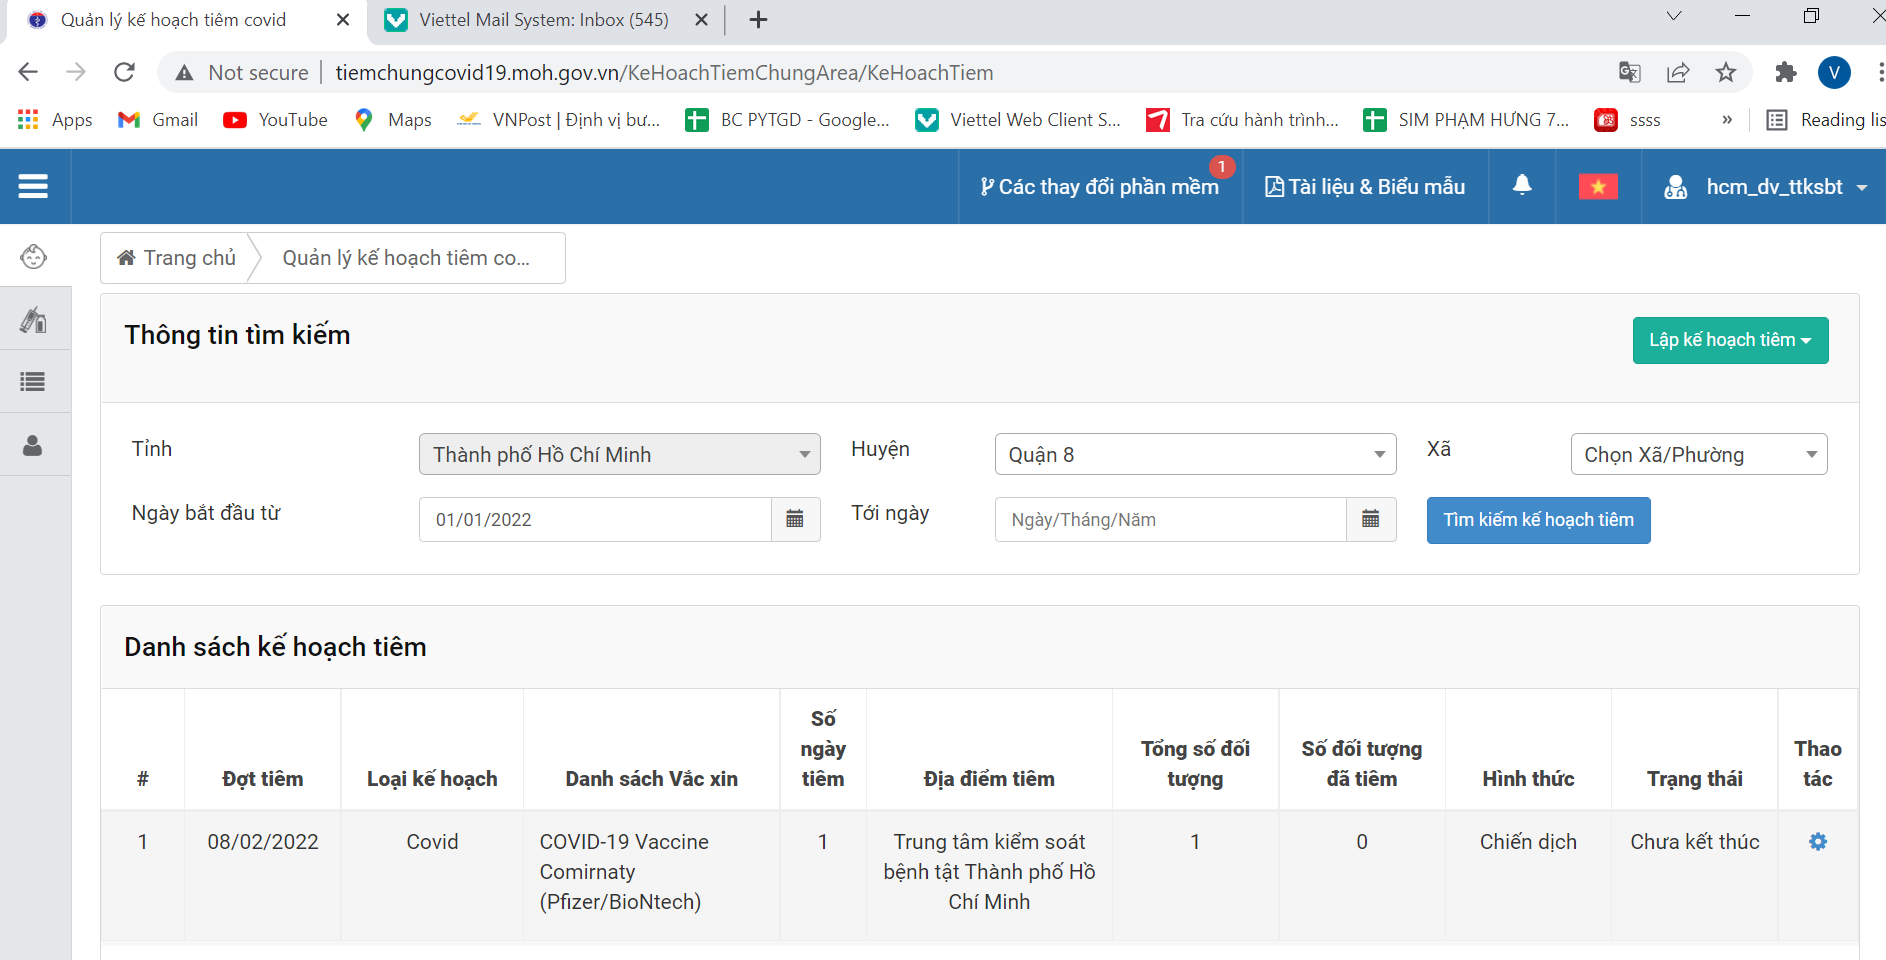 Quản lý kế hoạch tiêm covid
Viettel Mail System: Inbox (545)
Not secure
tiemchungcovid19.moh.gov.vn/KeHoachTiemChungArea/KeHoachTiem
V
Apps
Gmail
YouTube
Maps
VNPost | Định vị bư...
BC PYTGD - Google...
Viettel Web Client S...
Tra cứu hành trình...
SIM PHẠM HƯNG 7...
ssss
»
Reading lis
Các thay đổi phần mềm
1
Tài liệu & Biểu mẫu
hcm_dv_ttksbt
Trang chủ
Quản lý kế hoạch tiêm co...
Thông tin tìm kiếm
Lập kế hoạch tiêm
Tỉnh
Thành phố Hồ Chí Minh
Huyện
Quận 8
Xã
Chọn Xã/Phường
Ngày bắt đầu từ
01/01/2022
Tới ngày
Ngày/Tháng/Năm
Tìm kiếm kế hoạch tiêm
Danh sách kế hoạch tiêm
#
Đợt tiêm
Loại kế hoạch
Danh sách Vắc xin
Số
ngày
tiêm
Địa điểm tiêm
Tổng số đối
tượng
Số đối tượng
đã tiêm
Hình thức
Trạng thái
Thao
tác
1
08/02/2022
Covid
COVID-19 Vaccine
Comirnaty
(Pfizer/BioNtech)
1
Trung tâm kiểm soát
bệnh tật Thành phố Hồ
Chí Minh
1
0
Chiến dịch
Chưa kết thúc